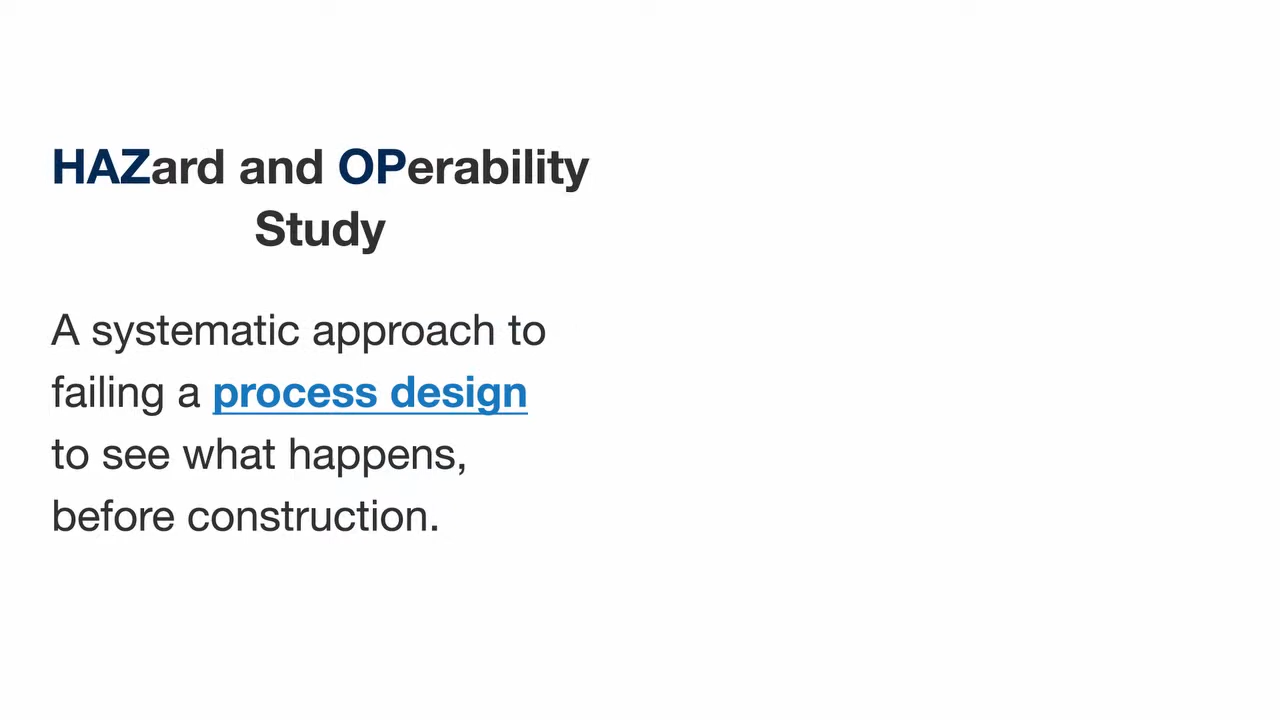 HAZard and OPerability
Study
A systematic approach to
failing a process design
to see what happens,
before construction.